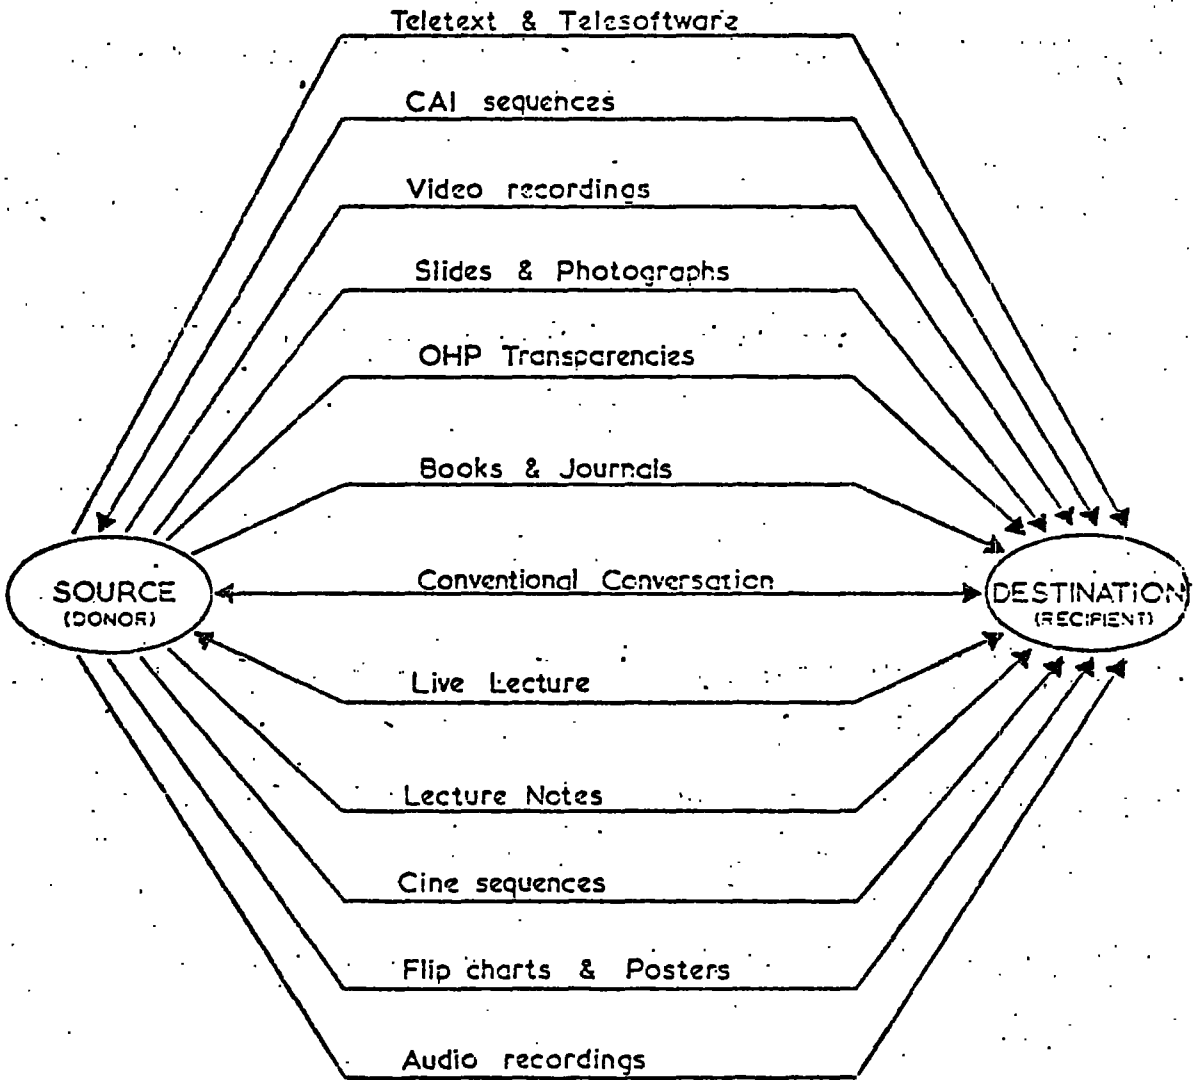 Teletext & Telesoftware
CAI sequences
Video recordings
Slides & Photographs
OHP Transparencies
Books & Journals
Conventional Conversation
SOURCE
(DONOR)
DESTINATION
(RECIPIENT)
Live Lecture
Lecture Notes
Cine sequences
Flip charts & Posters
Audio recordings